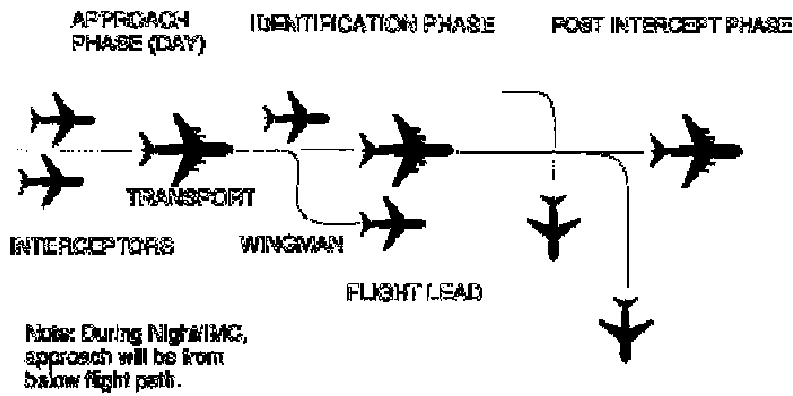 APPROACH
PHASE (DAY)
IDENTIFICATION PHASE
POST INTERCEPT PHASE
TRANSPORT
INTERCEPTORS
WINGMAN
FLIGHT LEAD
Note: During Night/IMC,
approach will be from
below flight path.